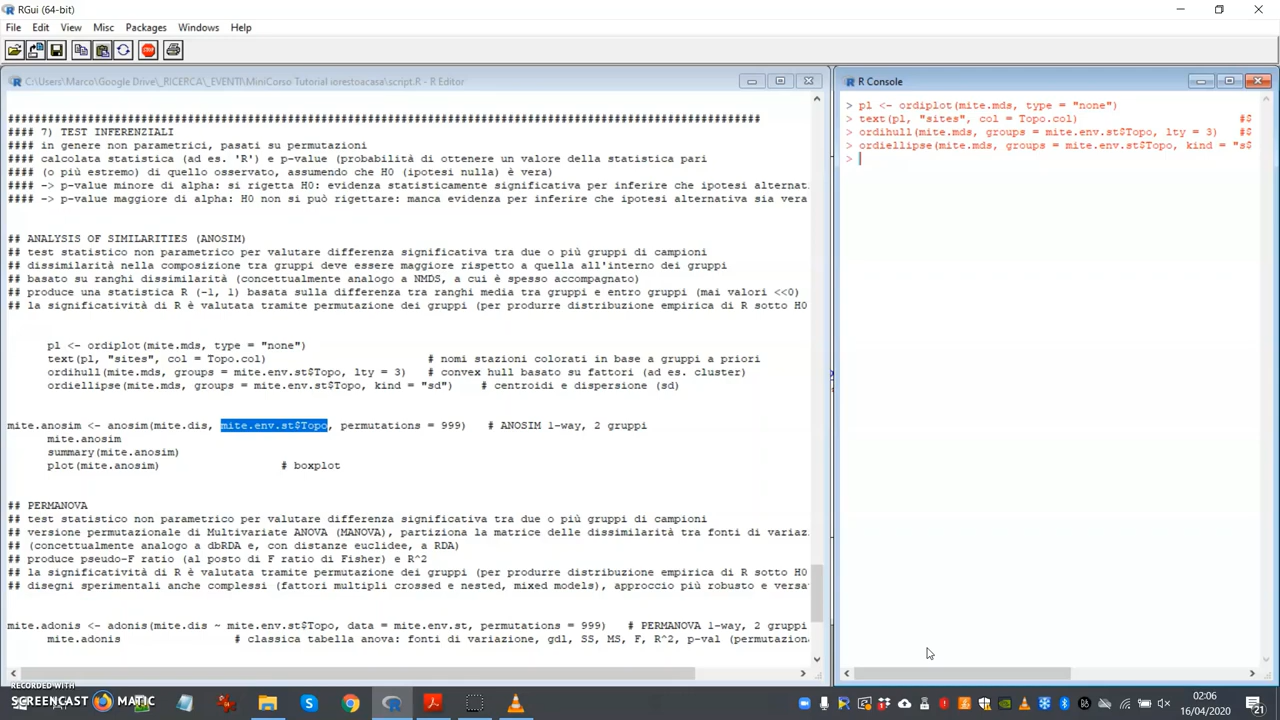 RGui (64-bit)
File Edit View Misc Packages Windows Help
STOP
C:\Users\Marco\Google Drive\_RICERCA\_EVENTI\MiniCorso Tutorial iorestoacasa\script.R - R Editor
##########################################################################################################
#### 7) TEST INFERENZIALI
#### in genere non parametrici, pasati su permutazioni
#### calcolata statistica (ad es. 'R') e p-value (probabilità di ottenere un valore della statistica pari
#### (o più estremo) di quello osservato, assumendo che H0 (ipotesi nulla) è vera)
#### -> p-value minore di alpha: si rigetta H0: evidenza statisticamente significativa per inferire che ipotesi alternat
#### -> p-value maggiore di alpha: H0 non si può rigettare: manca evidenza per inferire che ipotesi alternativa sia vera
## ANALYSIS OF SIMILARITIES (ANOSIM)
## test statistico non parametrico per valutare differenza significativa tra due o più gruppi di campioni
## dissimilarità nella composizione tra gruppi deve essere maggiore rispetto a quella all'interno dei gruppi
## basato su ranghi dissimilarità (concettualmente analogo a NMDS, a cui è spesso accompagnato)
## produce una statistica R (-1, 1) basata sulla differenza tra ranghi media tra gruppi e entro gruppi (mai valori <<0)
## la significatività di R è valutata tramite permutazione dei gruppi (per produrre distribuzione empirica di R sotto H0
pl <- ordiplot(mite.mds, type = "none")
text(pl, "sites", col = Topo.col) # nomi stazioni colorati in base a gruppi a priori
ordihull(mite.mds, groups = mite.env.st$Topo, lty = 3) # convex hull basato su fattori (ad es. cluster)
ordiellipse(mite.mds, groups = mite.env.st$Topo, kind = "sd") # centroidi e dispersione (sd)
mite.anosim <- anosim(mite.dis, mite.env.st$Topo, permutations = 999) # ANOSIM 1-way, 2 gruppi
mite.anosim
summary(mite.anosim)
plot(mite.anosim) # boxplot
## PERMANOVA
## test statistico non parametrico per valutare differenza significativa tra due o più gruppi di campioni
## versione permutazionale di Multivariate ANOVA (MANOVA), partiziona la matrice delle dissimilarità tra fonti di variaz
## (concettualmente analogo a dbRDA e, con distanze euclidee, a RDA)
## produce pseudo-F ratio (al posto di F ratio di Fisher) e R^2
## la significatività di R è valutata tramite permutazione dei gruppi (per produrre distribuzione empirica di R sotto H0
## disegni sperimentali anche complessi (fattori multipli crossed e nested, mixed models), approccio più robusto e versa
mite.adonis <- adonis(mite.dis ~ mite.env.st$Topo, data = mite.env.st, permutations = 999) # PERMANOVA 1-way, 2 gruppi
mite.adonis # classica tabella anova: fonti di variazione, gdl, SS, MS, F, R^2, p-val (permutazion
R Console
> pl <- ordiplot(mite.mds, type = "none")
> text(pl, "sites", col = Topo.col) #$
> ordihull(mite.mds, groups = mite.env.st$Topo, lty = 3) #$
> ordiellipse(mite.mds, groups = mite.env.st$Topo, kind = "s$
>
RECORDED WITH
SCREENCAST MATIC
02:06
16/04/2020
21